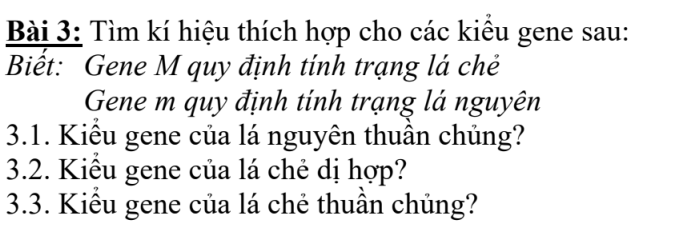 Bài 3: Tìm kí hiệu thích hợp cho các kiểu gene sau:
Biết: Gene M quy định tính trạng lá chẻ
Gene m quy định tính trạng lá nguyên
3.1. Kiểu gene của lá nguyên thuần chủng?
3.2. Kiểu gene của lá chẻ dị hợp?
3.3. Kiểu gene của lá chẻ thuần chủng?